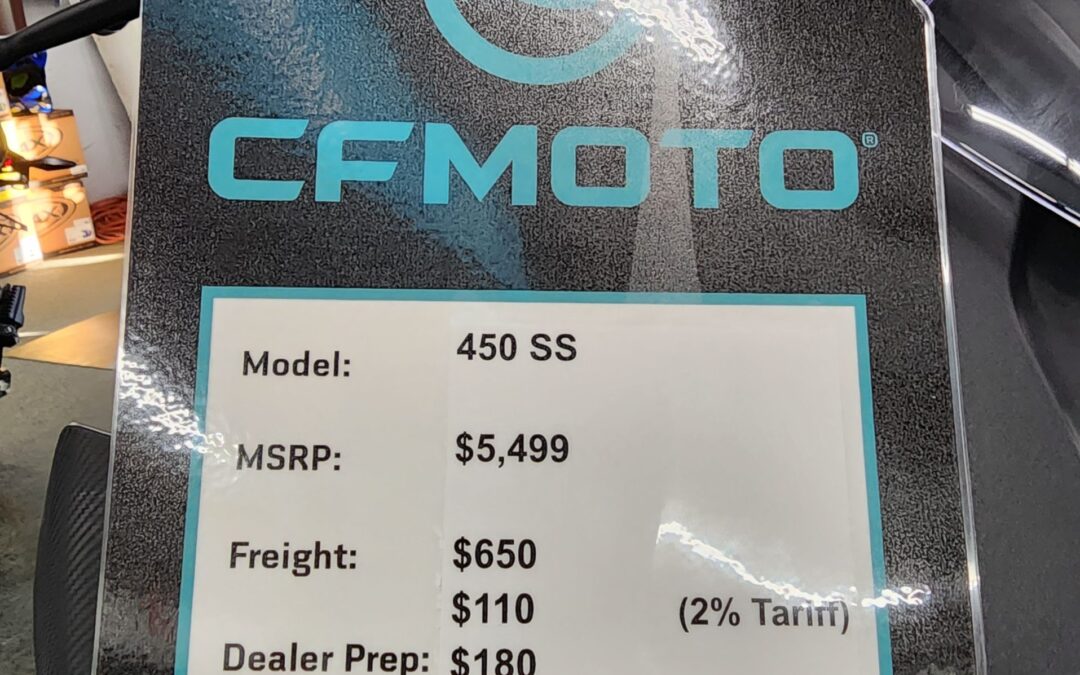 CFMOTO®
Model: 450 SS
MSRP: $5,499
Freight: $650
$110 (2% Tariff)
Dealer Prep: $180